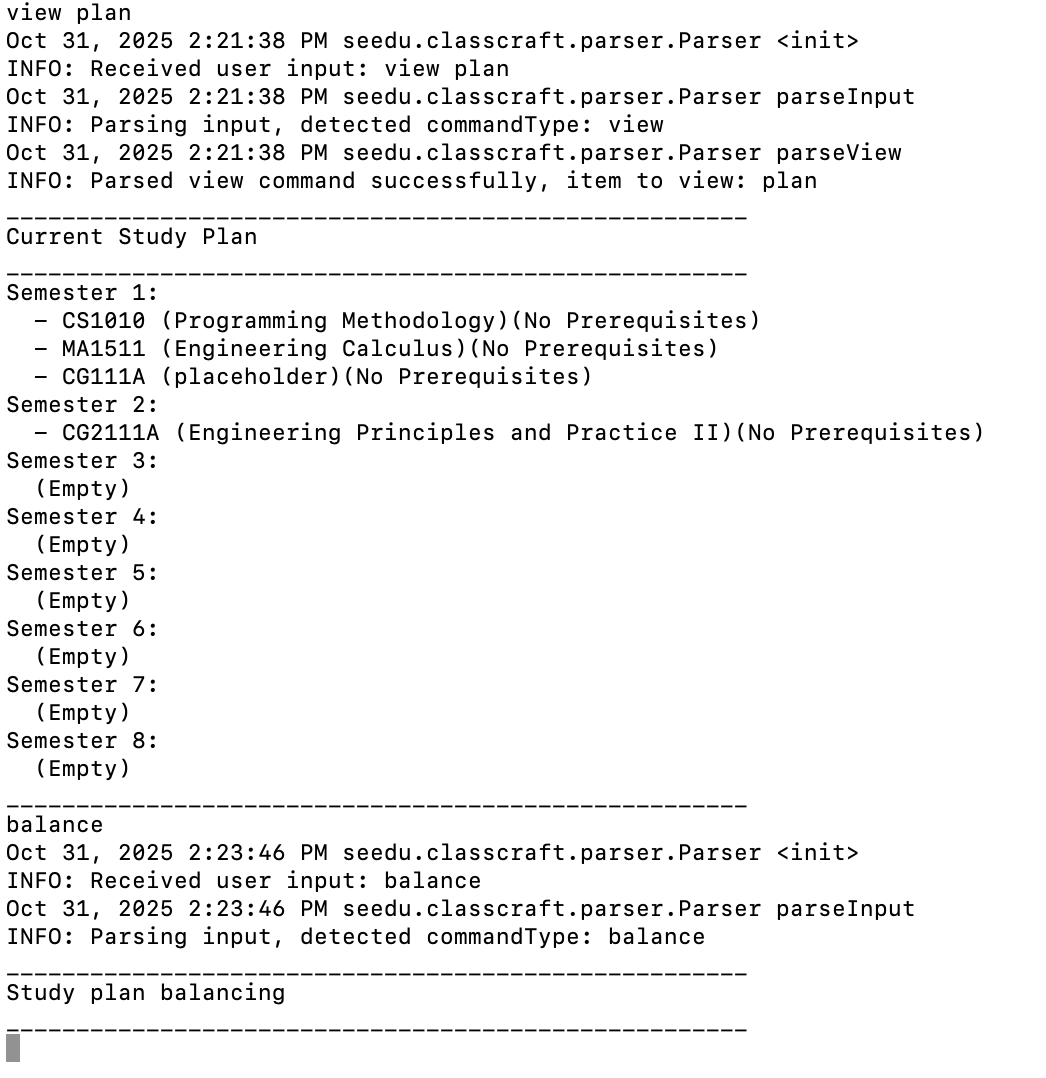 view plan
Oct 31, 2025 2:21:38 PM seedu.classcraft.parser.Parser <init>
INFO: Received user input: view plan
Oct 31, 2025 2:21:38 PM seedu.classcraft.parser.Parser parseInput
INFO: Parsing input, detected commandType: view
Oct 31, 2025 2:21:38 PM seedu.classcraft.parser.Parser parseView
INFO: Parsed view command successfully, item to view: plan
_____________________________________________________
Current Study Plan
_____________________________________________________
Semester 1:
  - CS1010 (Programming Methodology)(No Prerequisites)
  - MA1511 (Engineering Calculus)(No Prerequisites)
  - CG111A (placeholder)(No Prerequisites)
Semester 2:
  - CG2111A (Engineering Principles and Practice II)(No Prerequisites)
Semester 3:
  (Empty)
Semester 4:
  (Empty)
Semester 5:
  (Empty)
Semester 6:
  (Empty)
Semester 7:
  (Empty)
Semester 8:
  (Empty)
_____________________________________________________
balance
Oct 31, 2025 2:23:46 PM seedu.classcraft.parser.Parser <init>
INFO: Received user input: balance
Oct 31, 2025 2:23:46 PM seedu.classcraft.parser.Parser parseInput
INFO: Parsing input, detected commandType: balance
_____________________________________________________
Study plan balancing
_____________________________________________________